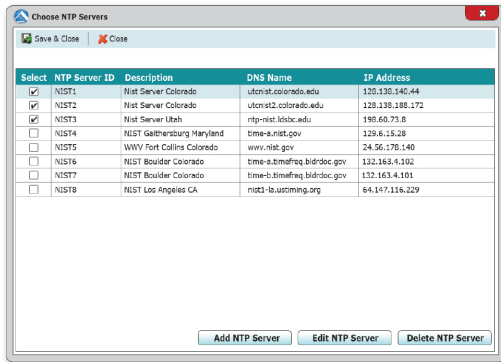 Choose NTP Servers
Save & Close Close
Select NTP Server ID Description DNS Name IP Address
NIST1 Nist Server Colorado utcnist.colorado.edu 128.138.140.44
NIST2 Nist Server Colorado utcnist2.colorado.edu 128.138.188.172
NIST3 Nist Server Utah ntp-nist.ldsbc.edu 198.60.73.8
NIST4 NIST Gaithersburg Maryland time-a.nist.gov 129.6.15.28
NIST5 WWV Fort Collins Colorado wwv.nist.gov 24.56.178.140
NIST6 NIST Boulder Colorado time-a.timefreq.bldrdoc.gov 132.163.4.102
NIST7 NIST Boulder Colorado time-b.timefreq.bldrdoc.gov 132.163.4.101
NIST8 NIST Los Angeles CA nist1-la.ustiming.org 64.147.116.229
Add NTP Server Edit NTP Server Delete NTP Server